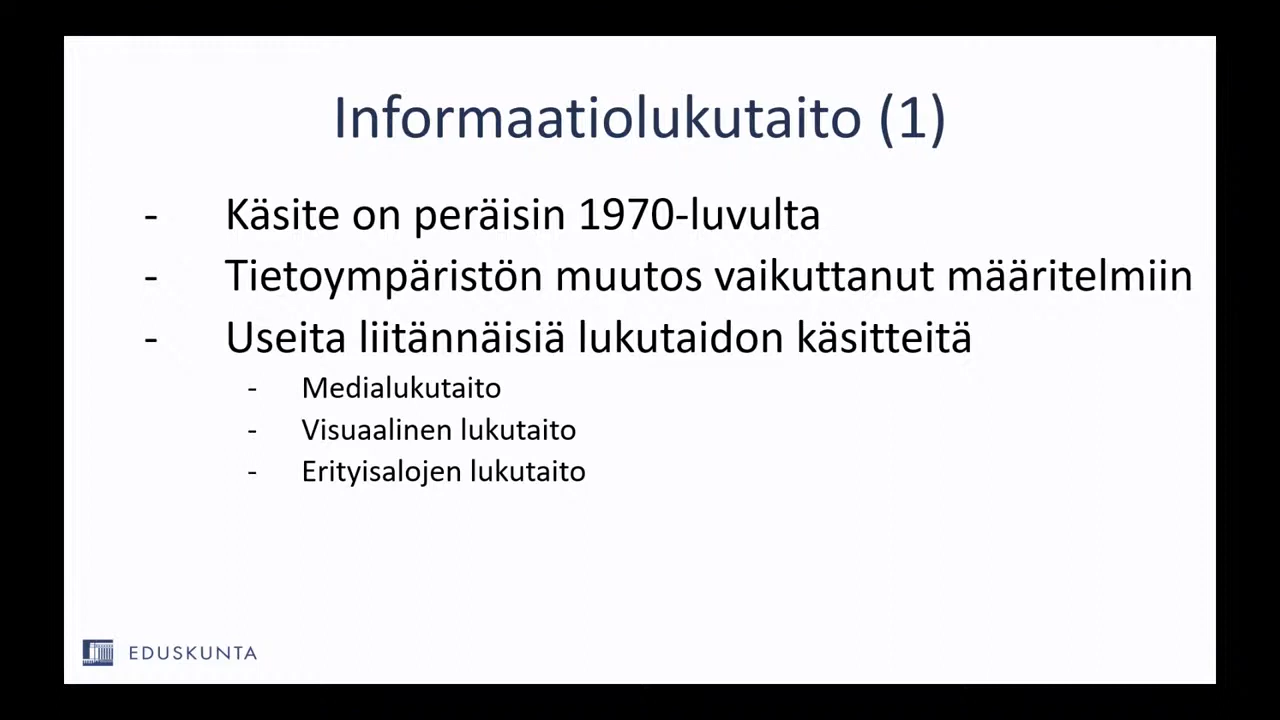 Informaatiolukutaito (1)
- Käsite on peräisin 1970-luvulta
- Tietoympäristön muutos vaikuttanut määritelmiin
- Useita liitännäisiä lukutaidon käsitteitä
- Medialukutaito
- Visuaalinen lukutaito
- Erityisalojen lukutaito
EDUSKUNTA